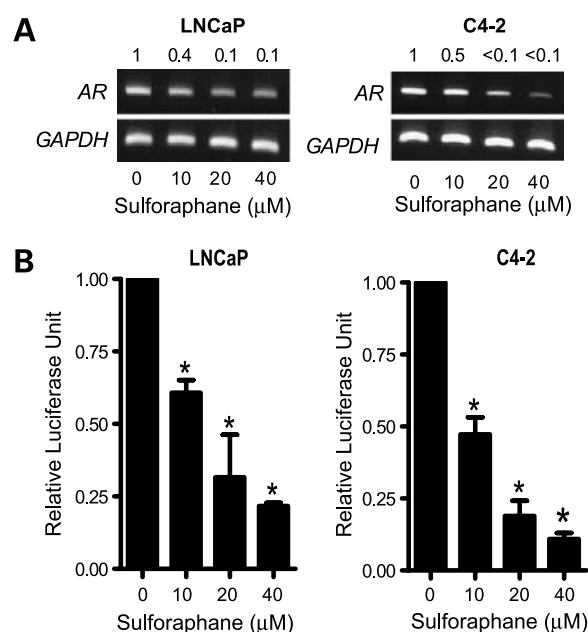 A
LNCaP
1 0.4 0.1 0.1
AR
GAPDH
0 10 20 40
Sulforaphane (μM)
C4-2
1 0.5 <0.1 <0.1
AR
GAPDH
0 10 20 40
Sulforaphane (μM)
B
LNCaP
Relative Luciferase Unit
1.00
0.75
0.50
0.25
0.00
* * *
0 10 20 40
Sulforaphane (μM)
C4-2
Relative Luciferase Unit
1.00
0.75
0.50
0.25
0.00
* * *
0 10 20 40
Sulforaphane (μM)